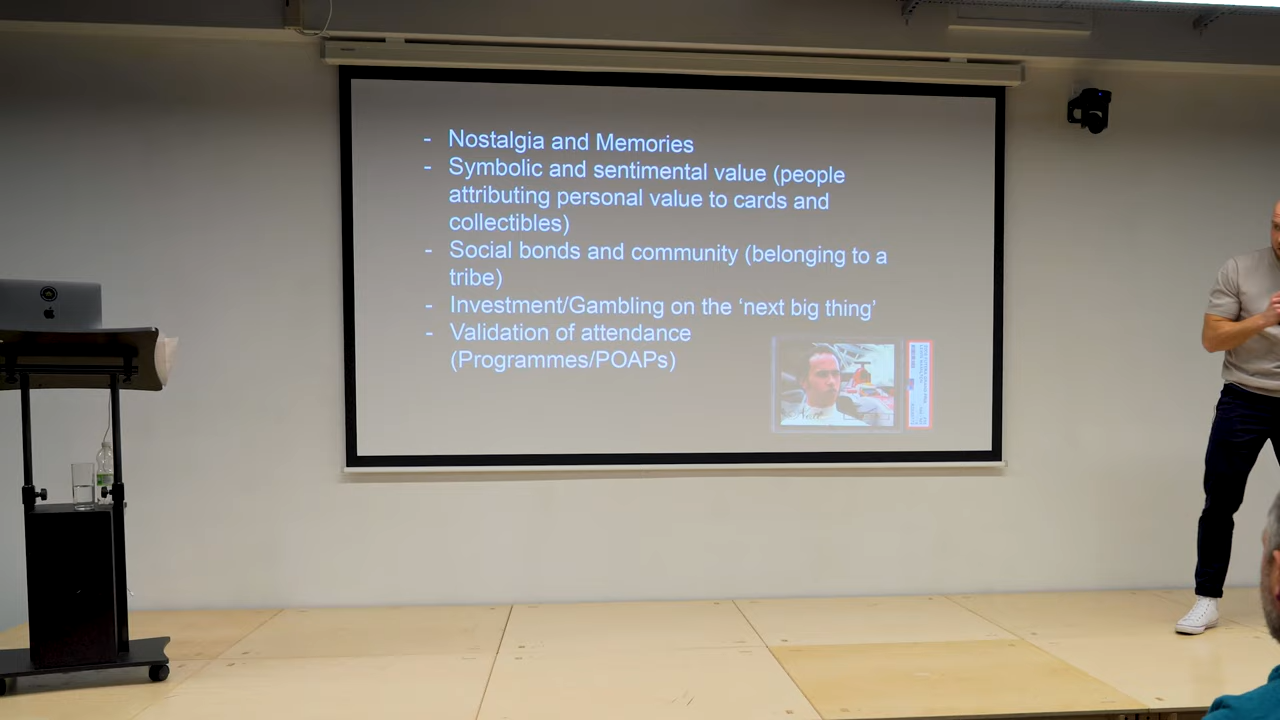 - Nostalgia and Memories
- Symbolic and sentimental value (people
attributing personal value to cards and
collectibles)
- Social bonds and community (belonging to a
tribe)
- Investment/Gambling on the ‘next big thing’
- Validation of attendance
(Programmes/POAPs)